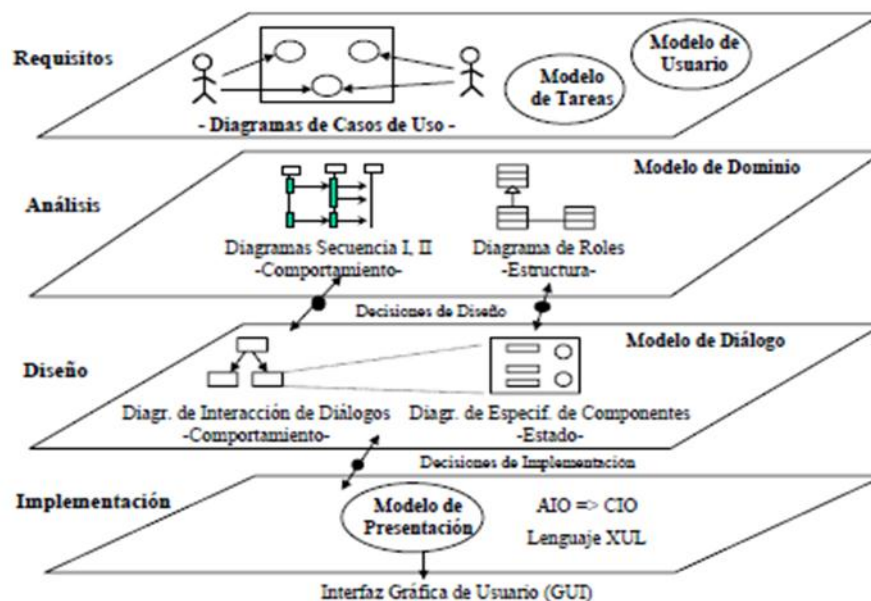 Requisitos
Modelo de
Usuario
Modelo
de Tareas
- Diagramas de Casos de Uso -
Modelo de Dominio
Análisis
Diagramas Secuencia I, II
-Comportamiento-
Diagrama de Roles
-Estructura-
Decisiones de Diseño
Modelo de Diálogo
Diseño
Diagr. de Interacción de Diálogos
-Comportamiento-
Diagr. de Especif. de Componentes
-Estado-
Decisiones de Implementación
Implementación
Modelo de
Presentación
AIO => CIO
Lenguaje XUL
Interfaz Gráfica de Usuario (GUI)